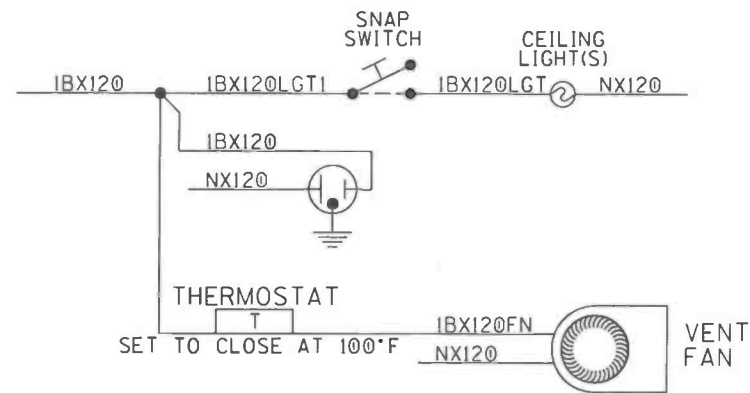 SNAP
SWITCH
CEILING
LIGHT(S)
1BX120
1BX120LGT1
1BX120LGT
NX120
1BX120
NX120
THERMOSTAT
T
SET TO CLOSE AT 100°F
1BX120FN
NX120
VENT
FAN